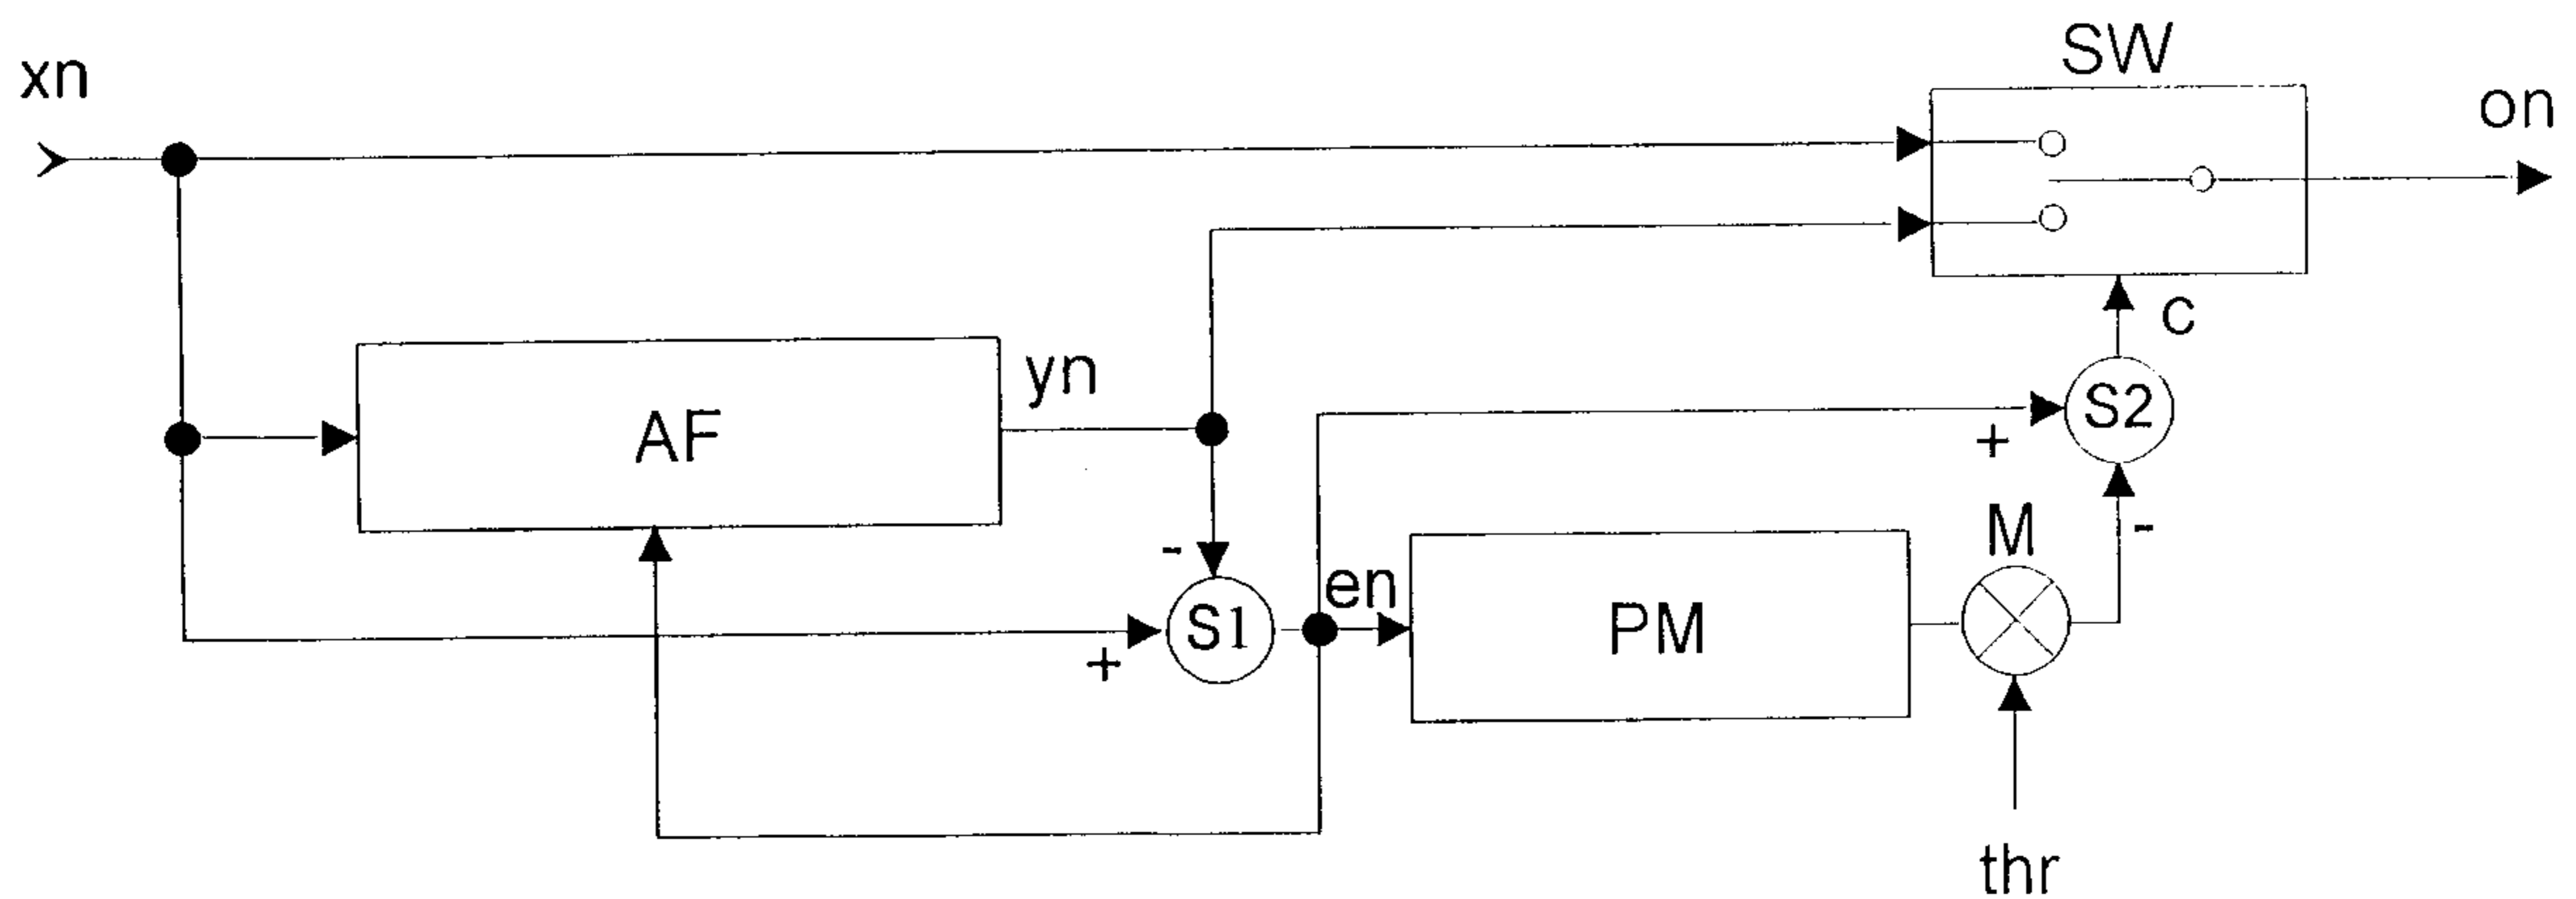 SW
xn
on
c
yn
AF
S2
+
-
M
-
en
S1
PM
+
thr